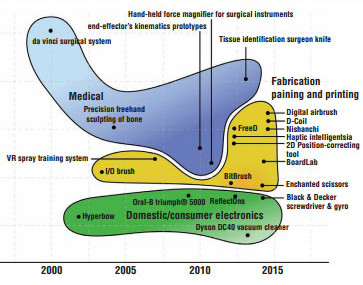 Hand-held force magnifier for surgical instruments
end-effector's kinematics prototypes
da vinci surgical system
Tissue identification surgeon knife
Medical
Fabrication
paining and printing
Precision freehand
sculpting of bone
Digital airbrush
D-Coil
FreeD
Nishanchi
Haptic intelligentsia
2D Position-correcting
tool
VR spray training system
BoardLab
I/O brush
BitBrush
Enchanted scissors
Oral-B triumph® 5000
Reflections
Black & Decker
screwdriver & gyro
Hyperbow
Domestic/consumer electronics
Dyson DC40 vacuum cleaner
2000 2005 2010 2015